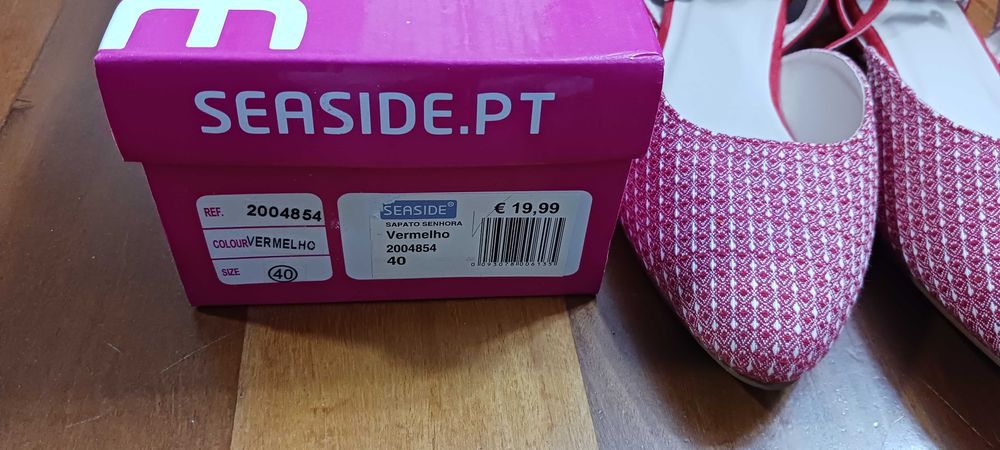 SEASIDE.PT
REF. 2004854
COLOUR VERMELHO
SIZE 40
SEASIDE®
€ 19,99
SAPATO SENHORA
Vermelho
2004854
40